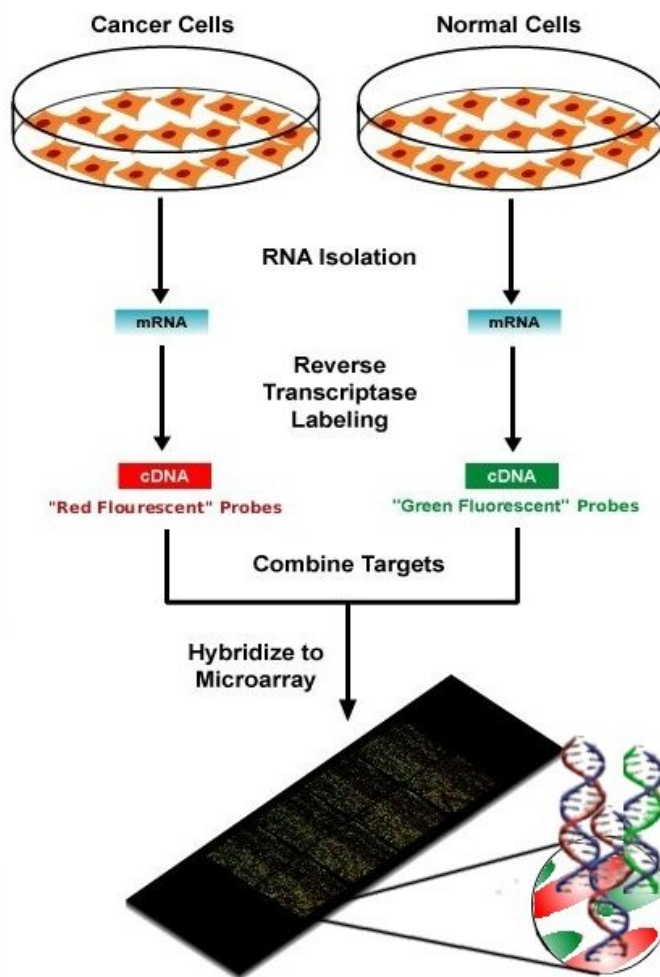 Cancer Cells
Normal Cells
RNA Isolation
mRNA
mRNA
Reverse
Transcriptase
Labeling
cDNA
cDNA
"Red Flourescent" Probes
"Green Fluorescent" Probes
Combine Targets
Hybridize to
Microarray